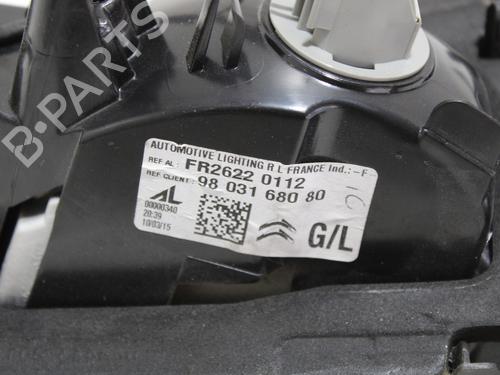 B-PARTS
AUTOMOTIVE LIGHTING R L FRANCE Ind.: -F
REF AL : FR2622 0112
REF CLIENT : 98 031 680 80
AL
00000340
20:39
10/03/15
G/L
16